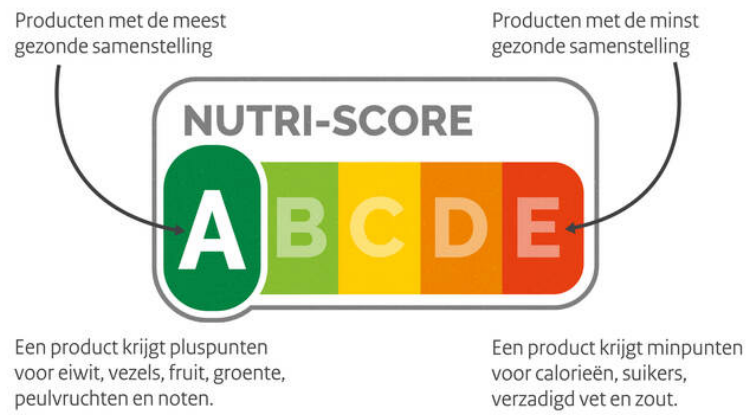 Producten met de meest
gezonde samenstelling
Producten met de minst
gezonde samenstelling
NUTRI-SCORE
A B C D E
Een product krijgt pluspunten
voor eiwit, vezels, fruit, groente,
peulvruchten en noten.
Een product krijgt minpunten
voor calorieën, suikers,
verzadigd vet en zout.